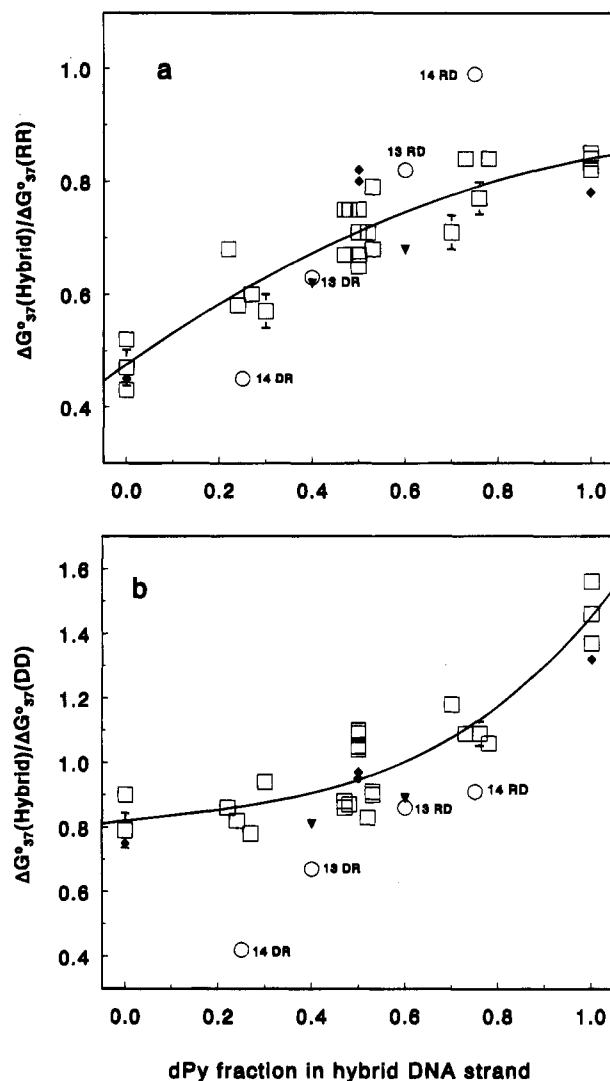 a
ΔG°37(Hybrid)/ΔG°37(RR)
1.0
0.8
0.6
0.4
14 RD
13 RD
13 DR
14 DR
0.0 0.2 0.4 0.6 0.8 1.0
b
ΔG°37(Hybrid)/ΔG°37(DD)
1.6
1.4
1.2
1.0
0.8
0.6
0.4
14 RD
13 RD
13 DR
14 DR
0.0 0.2 0.4 0.6 0.8 1.0
dPy fraction in hybrid DNA strand